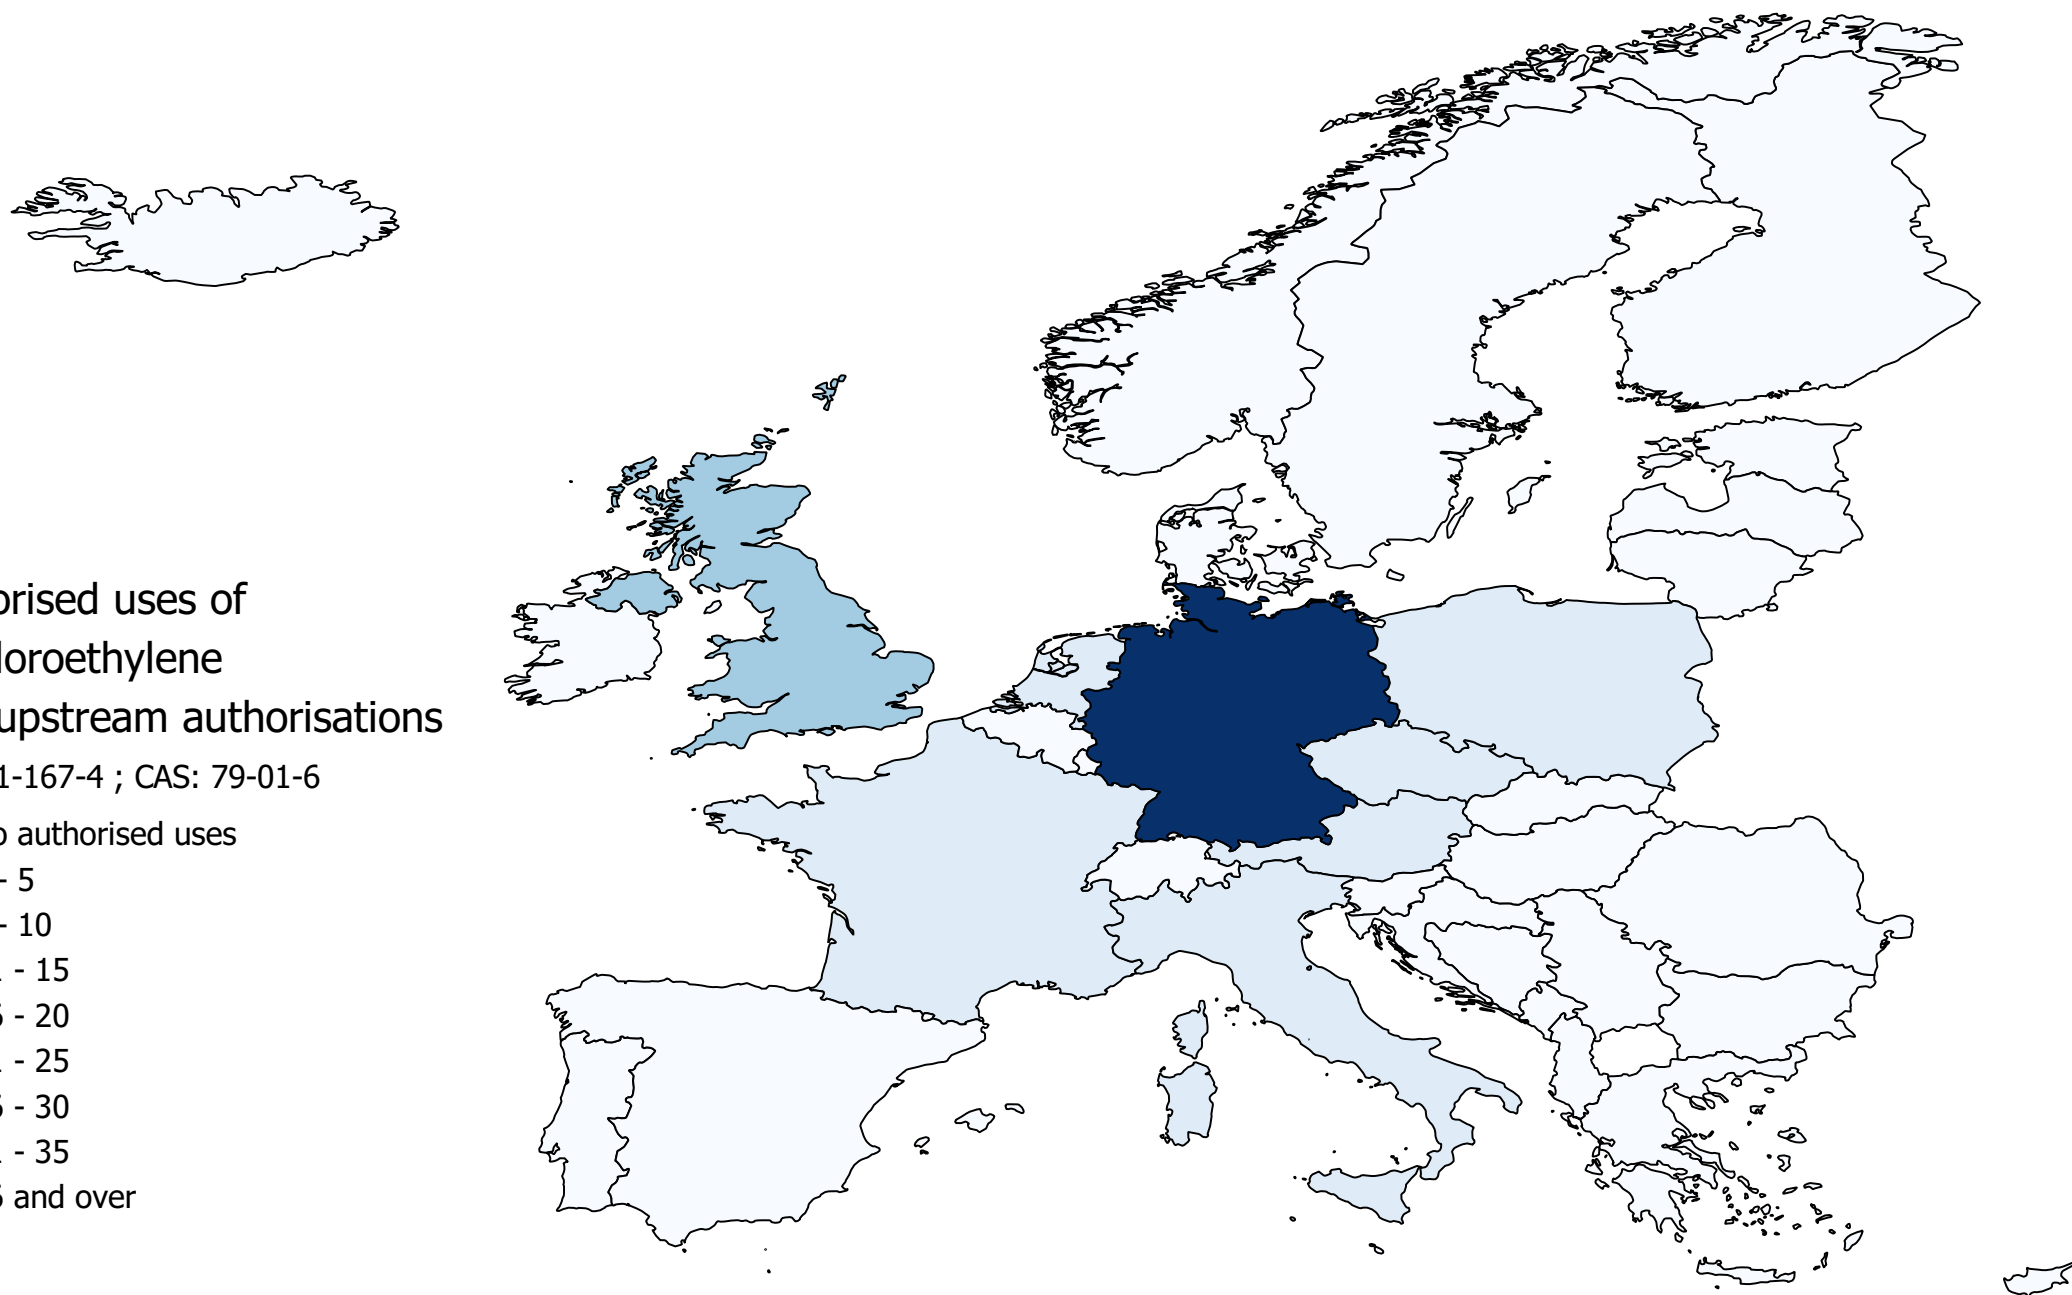 orised uses of
loroethylene
upstream authorisations
1-167-4 ; CAS: 79-01-6
o authorised uses
- 5
- 10
- 15
- 20
- 25
- 30
- 35
and over